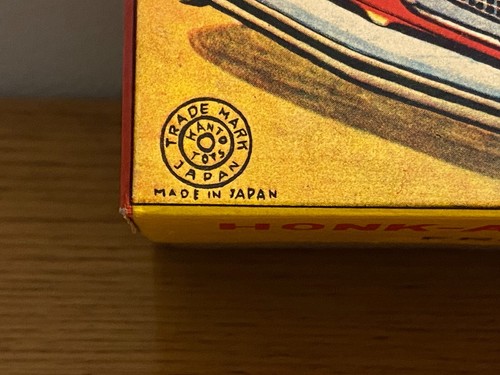 TRADE MARK
KANTO
TOYS
JAPAN
MADE IN JAPAN
HONK-A